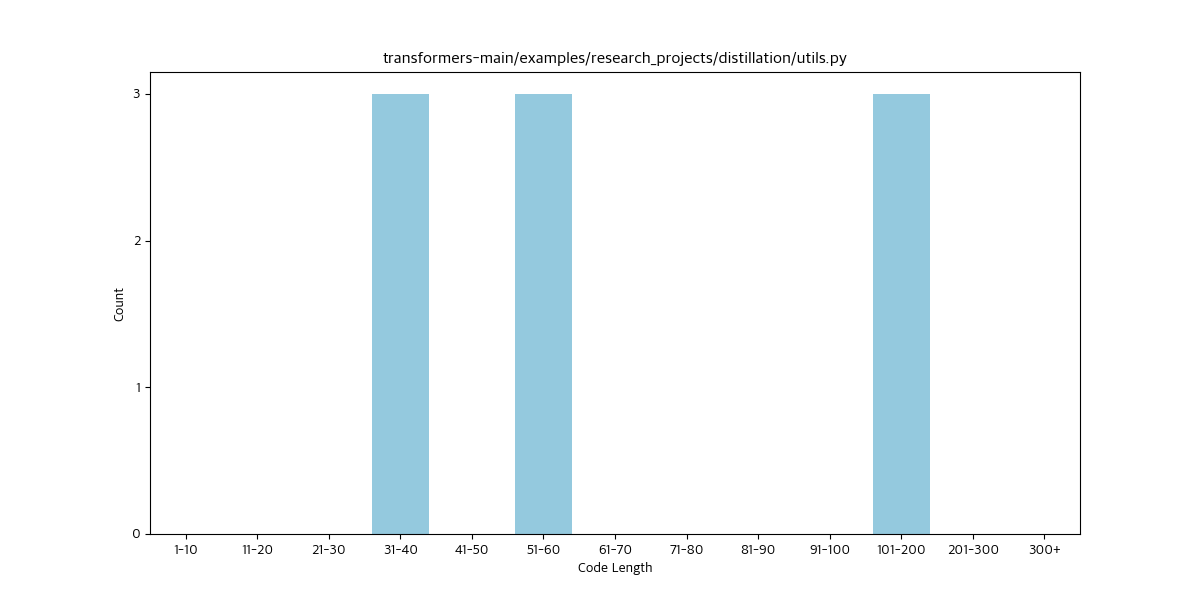 transformers-main/examples/research_projects/distillation/utils.py
3
2
1
0
Count
1-10 11-20 21-30 31-40 41-50 51-60 61-70 71-80 81-90 91-100 101-200 201-300 300+
Code Length